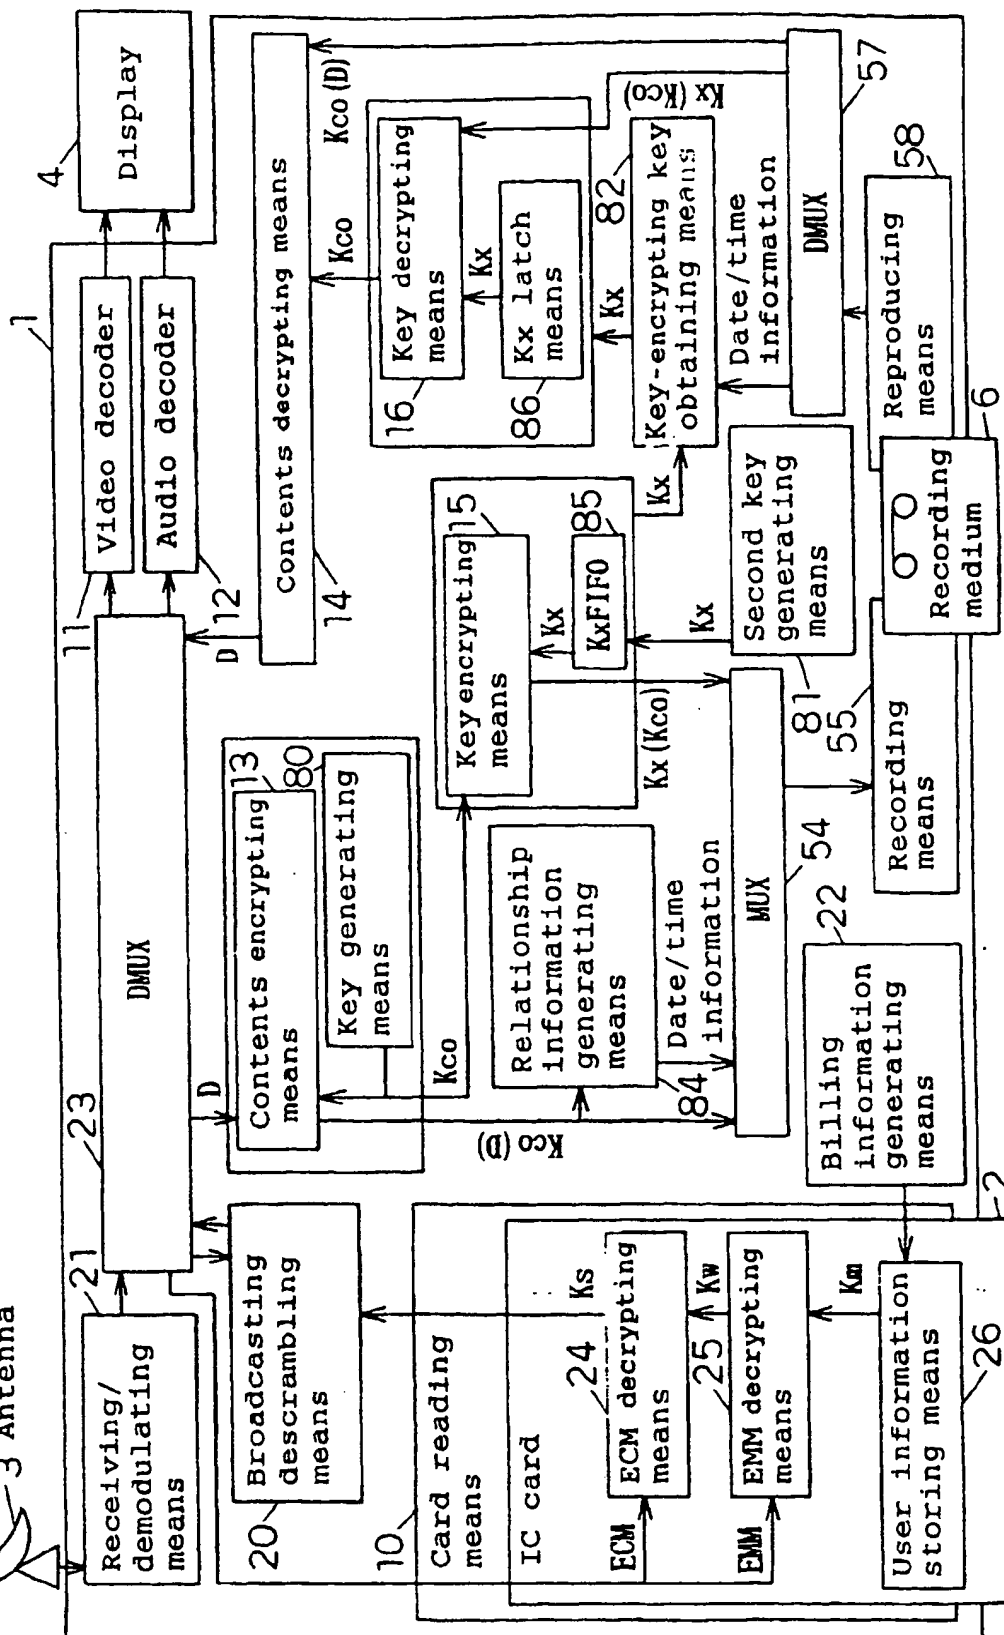 3 Antenna
Receiving/
demodulating
means
21
23
DMUX
11
Video decoder
Audio decoder
12
4
Display
1
20
Broadcasting
descrambling
means
D
Contents encrypting
means
13
Key generating
means
80
D
Contents decrypting means
14
Kco
Kco(D)
10
Card reading
means
IC card
ECM
ECM decrypting
means
24
Ks
EMM
EMM decrypting
means
25
Kw
Km
User information
storing means
26
2
Kco(D)
Kco
Relationship
information
generating
means
84
Date/time
information
Key encrypting
means
15
Kx
KxFIFO
85
Kx(Kco)
Kx
Second key
generating
means
81
MUX
54
Billing
information
generating
means
22
Recording
means
55
Recording
medium
6
Key decrypting
means
16
Kx
Kx latch
means
86
Kx
Kx
Key-encrypting key
obtaining means
82
Kx(Kco)
Date/time
information
DMUX
57
Reproducing
means
58